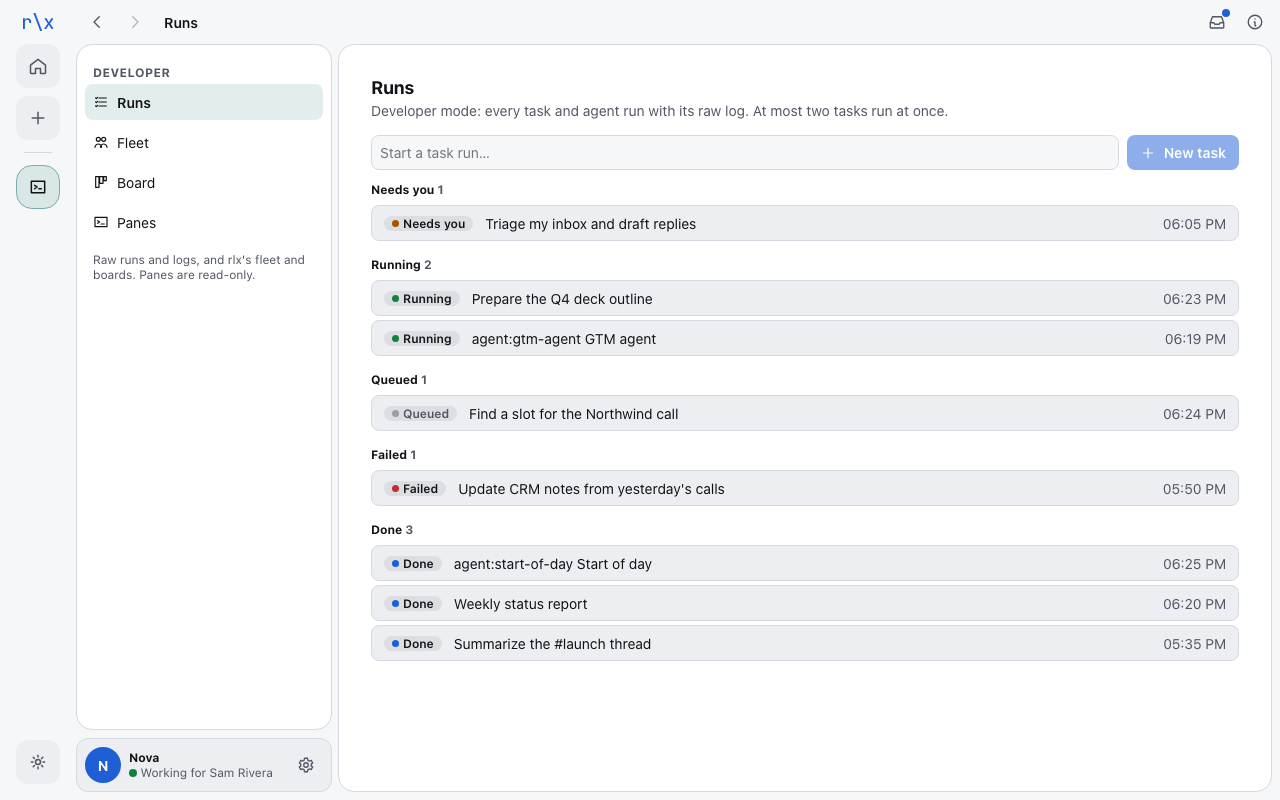 r\x
Runs
DEVELOPER
Runs
Fleet
Board
Panes
Raw runs and logs, and rlx's fleet and
boards. Panes are read-only.
N
Nova
Working for Sam Rivera
Runs
Developer mode: every task and agent run with its raw log. At most two tasks run at once.
Start a task run...
New task
Needs you 1
Needs you Triage my inbox and draft replies 06:05 PM
Running 2
Running Prepare the Q4 deck outline 06:23 PM
Running agent:gtm-agent GTM agent 06:19 PM
Queued 1
Queued Find a slot for the Northwind call 06:24 PM
Failed 1
Failed Update CRM notes from yesterday's calls 05:50 PM
Done 3
Done agent:start-of-day Start of day 06:25 PM
Done Weekly status report 06:20 PM
Done Summarize the #launch thread 05:35 PM